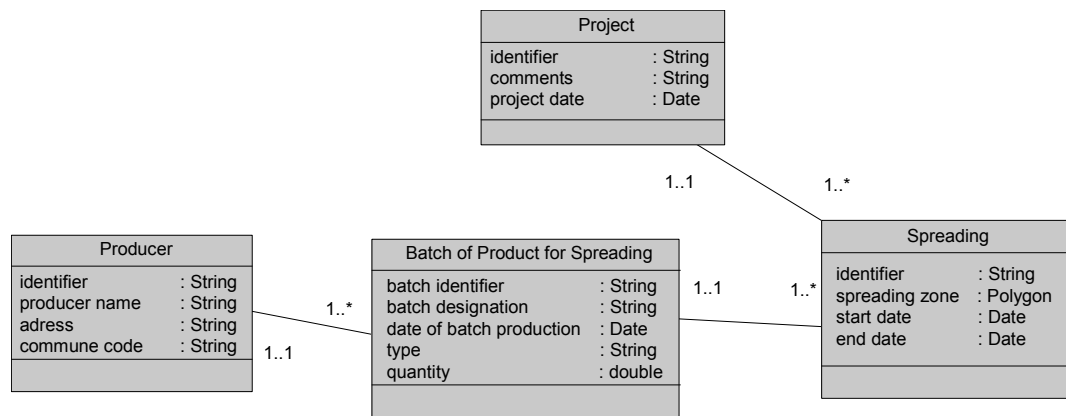 Project
identifier : String
comments : String
project date : Date
1..1
1..*
Producer
identifier : String
producer name : String
adress : String
commune code : String
1..1
1..*
Batch of Product for Spreading
batch identifier : String
batch designation : String
date of batch production : Date
type : String
quantity : double
1..1
1..*
Spreading
identifier : String
spreading zone : Polygon
start date : Date
end date : Date